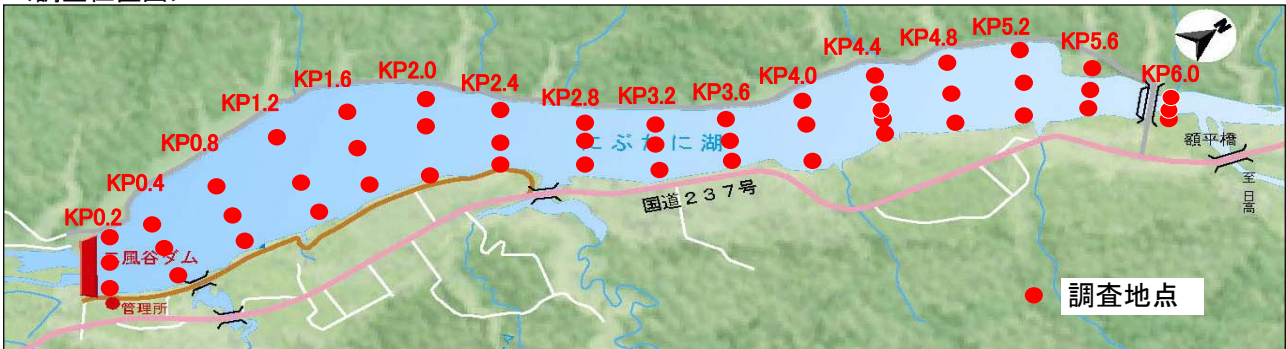 KP0.2
KP0.4
KP0.8
KP1.2
KP1.6
KP2.0
KP2.4
KP2.8
KP3.2
KP3.6
KP4.0
KP4.4
KP4.8
KP5.2
KP5.6
KP6.0
N
にぶたに湖
国道237号
額平橋
至日高
二風谷ダム
管理所
調査地点